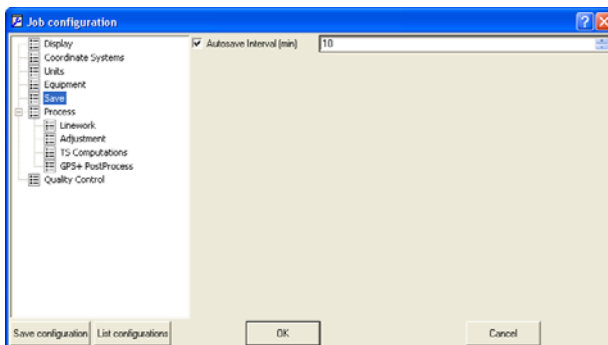 Job configuration
Display
Autosave Interval (min) 10
Coordinate Systems
Units
Equipment
Save
Process
Linework
Adjustment
TS Computations
GPS+ PostProcess
Quality Control
Save configuration List configurations OK Cancel